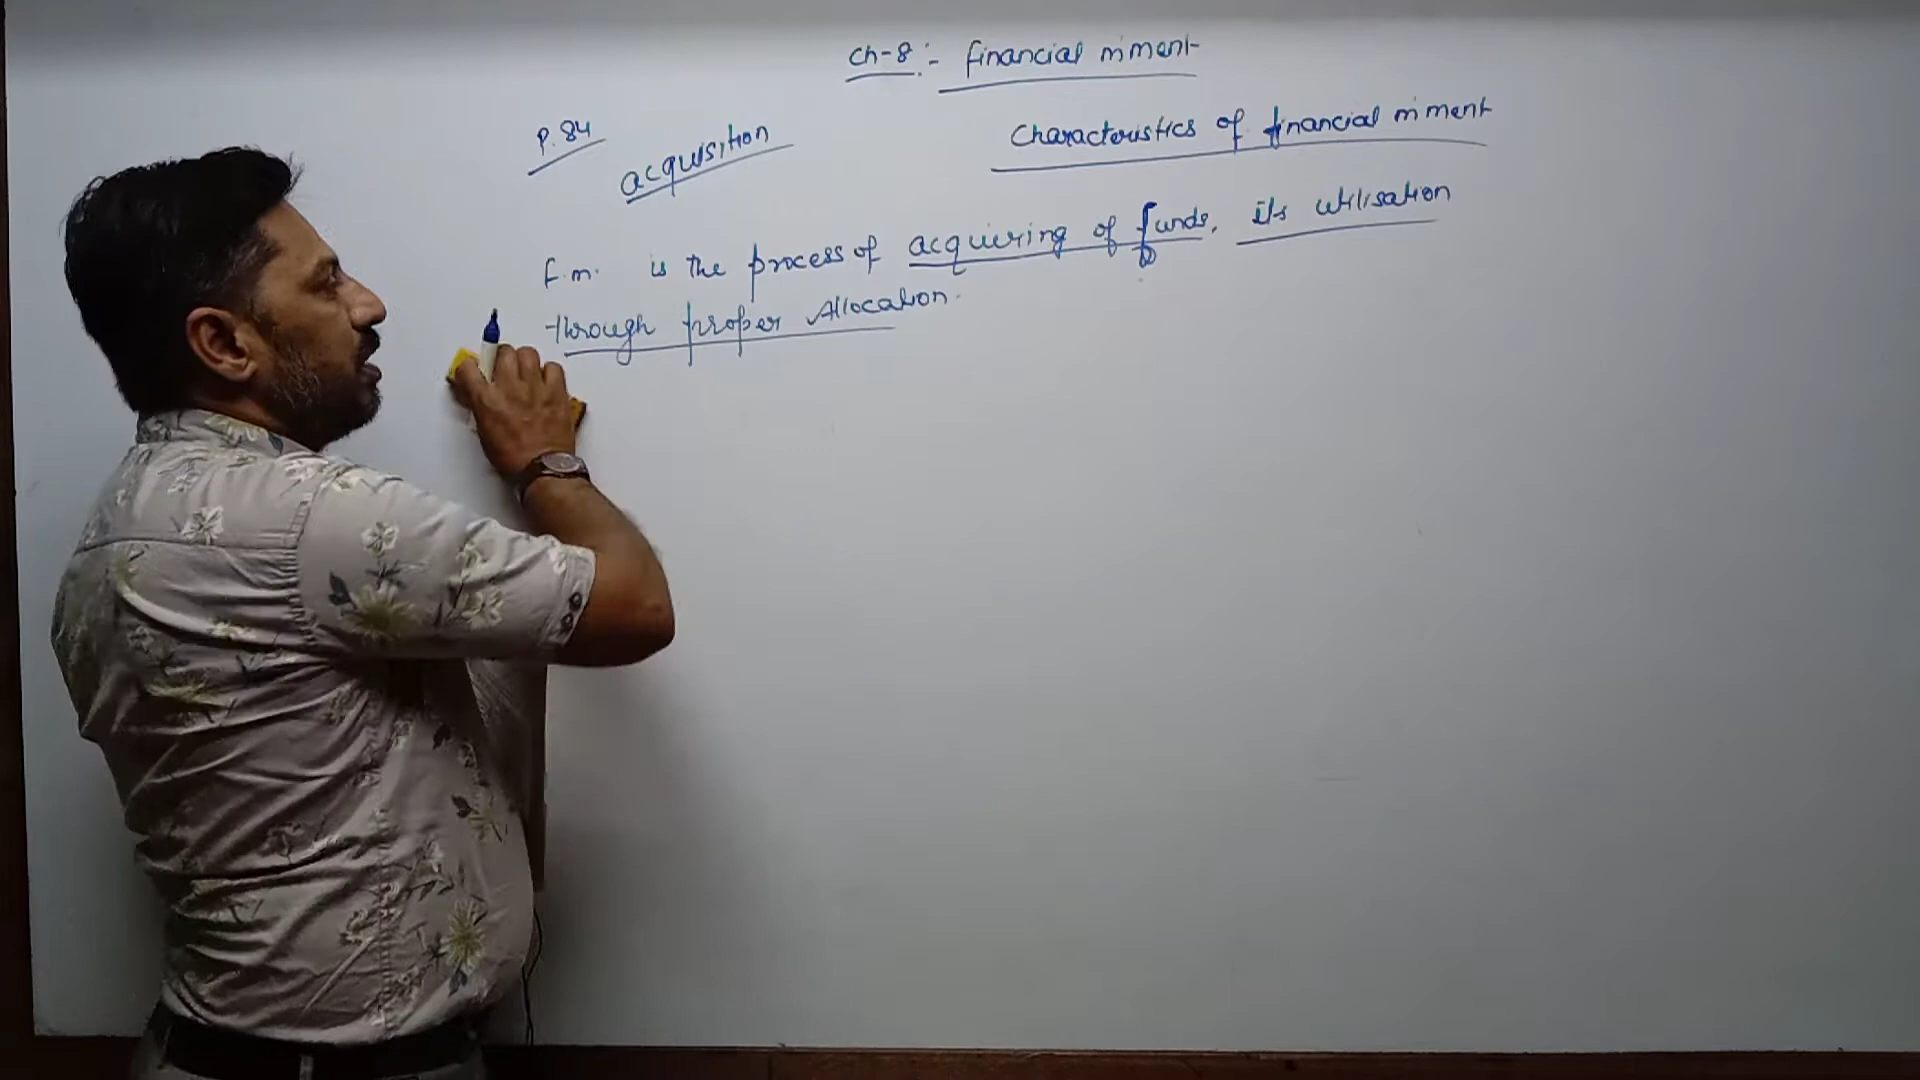 Ch-8:- financial m'ment
P. 84
acquisition
Characteristics of financial m'ment
F.m. is the process of acquiering of funds, its utilisation
through proper Allocation.